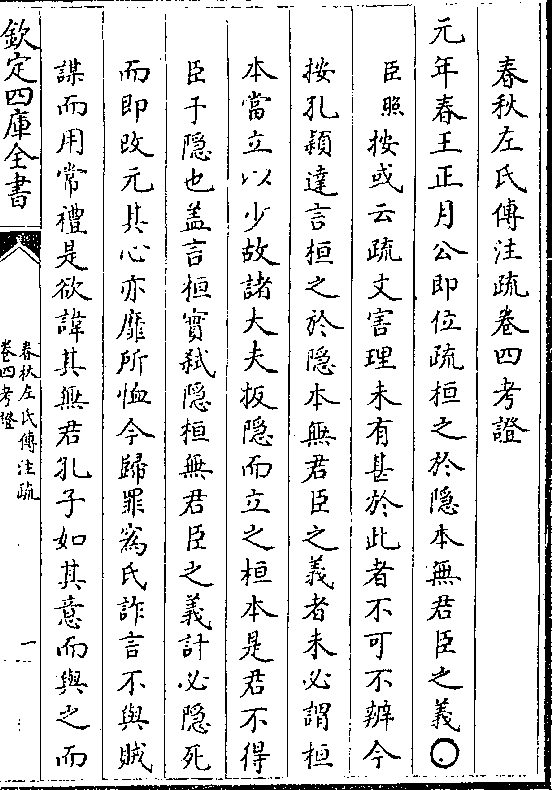 春秋左氏傳注疏卷四考證
元年春王正月公即位疏桓之於隱本無君臣之義○
臣照按或云疏文害理未有甚於此者不可不辨今
按孔穎達言桓之於隐本無君臣之義者未必謂桓
本當立以少故諸大夫扳隐而立之桓本是君不得
臣于隠也盖言桓實弑隠桓無君臣之義計必隠死
而即改元其心亦靡所恤今歸罪寪氏詐言不與賊
謀而用常禮是欲諱其無君孔子如其意而與之而
欽定四庫全書
春秋左氏傳注疏
卷四考證
一